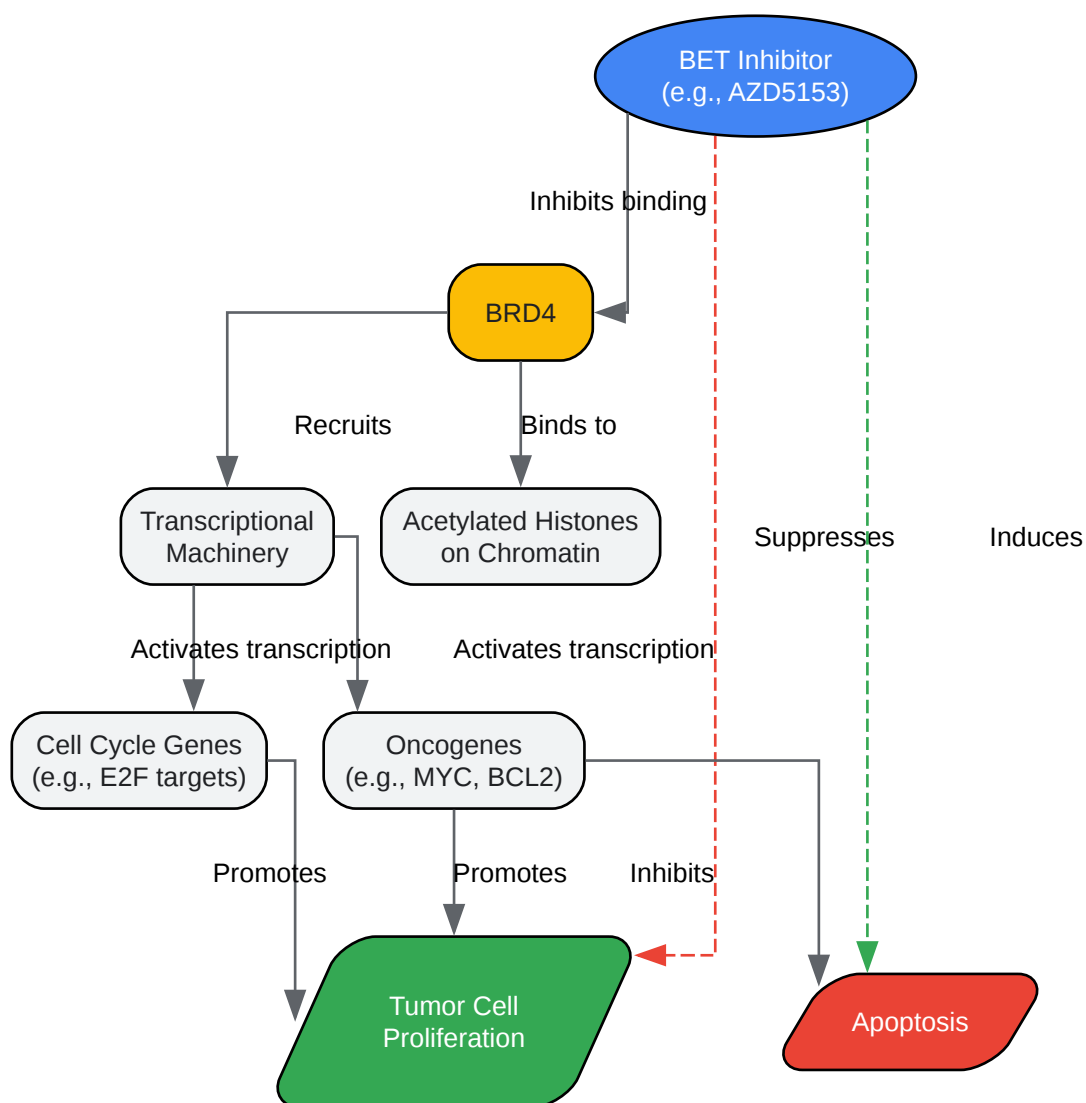 BET Inhibitor
(e.g., AZD5153)
Inhibits binding
BRD4
Recruits
Binds to
Transcriptional
Machinery
Acetylated Histones
on Chromatin
Suppresses
Induces
Activates transcription
Activates transcription
Cell Cycle Genes
(e.g., E2F targets)
Oncogenes
(e.g., MYC, BCL2)
Promotes
Promotes
Inhibits
Tumor Cell
Proliferation
Apoptosis